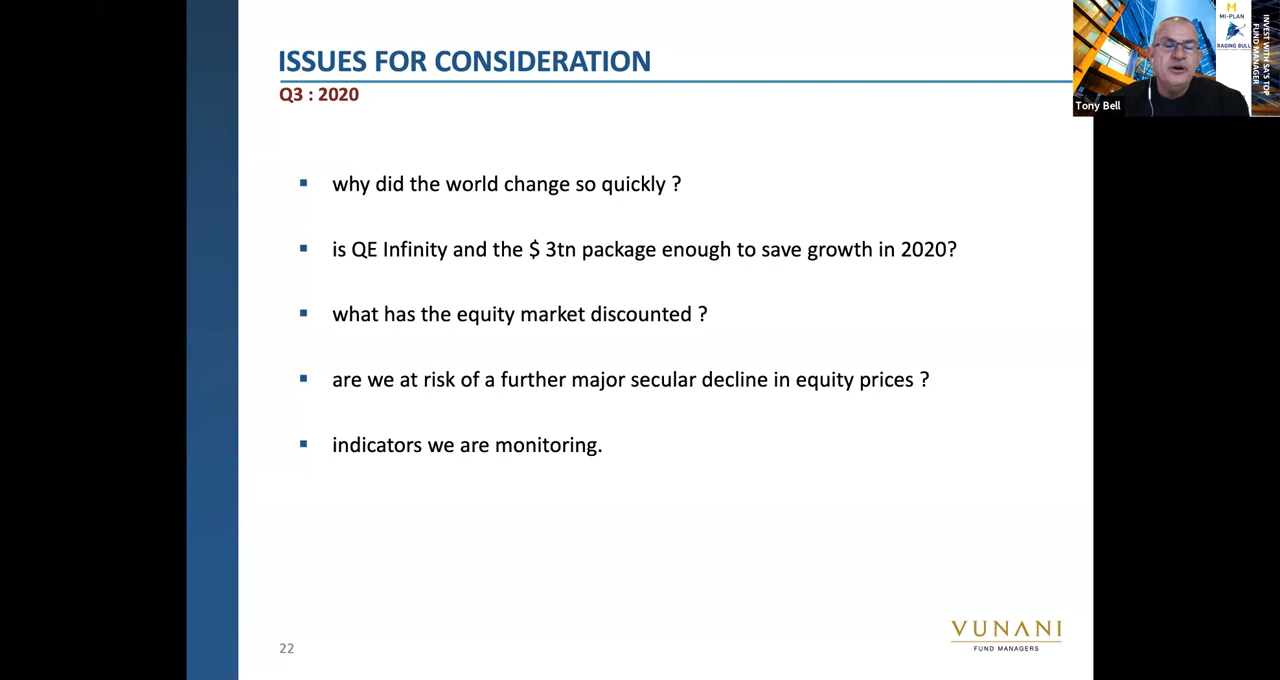 ISSUES FOR CONSIDERATION
Q3 : 2020
▪ why did the world change so quickly ?
▪ is QE Infinity and the $ 3tn package enough to save growth in 2020?
▪ what has the equity market discounted ?
▪ are we at risk of a further major secular decline in equity prices ?
▪ indicators we are monitoring.
22
VUNANI
FUND MANAGERS
M
MI-PLAN
RAGING BULL
INVEST WITH SA'S TOP
FUND MANAGER
Tony Bell